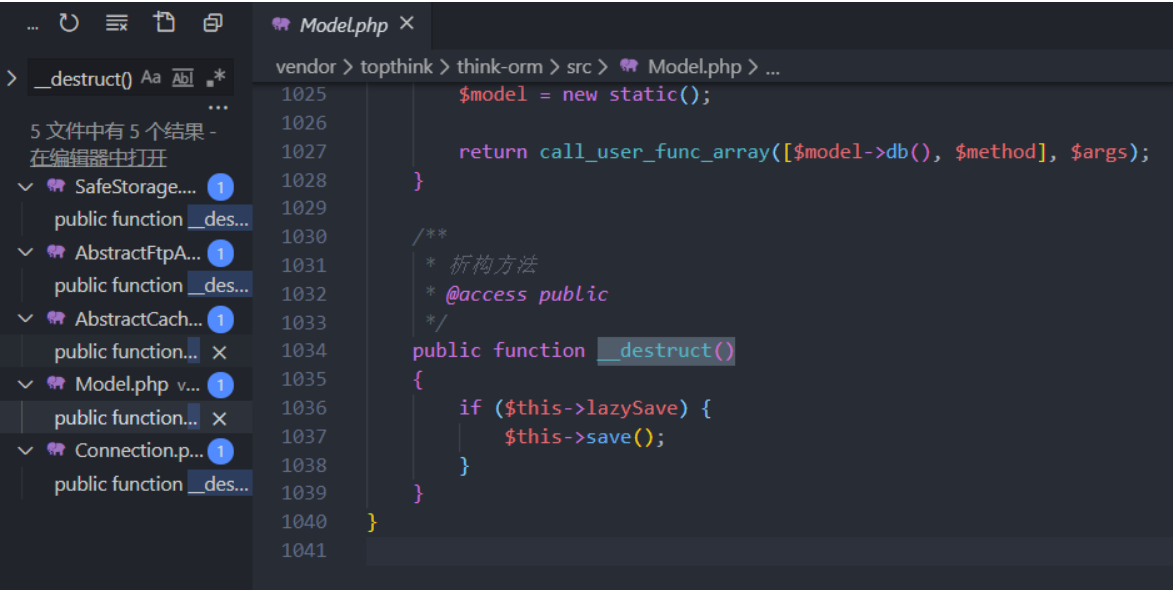 Model.php
vendor > topthink > think-orm > src > Model.php > ...
__destruct() Aa Abl .*
...
5 文件中有 5 个结果 -
在编辑器中打开
SafeStorage.... 1
public function __des...
AbstractFtpA... 1
public function __des...
AbstractCach... 1
public function...
Model.php v... 1
public function...
Connection.p... 1
public function __des...
1025 $model = new static();
1026
1027 return call_user_func_array([$model->db(), $method], $args);
1028 }
1029
1030 /**
1031 * 析构方法
1032 * @access public
1033 */
1034 public function __destruct()
1035 {
1036 if ($this->lazySave) {
1037 $this->save();
1038 }
1039 }
1040 }
1041